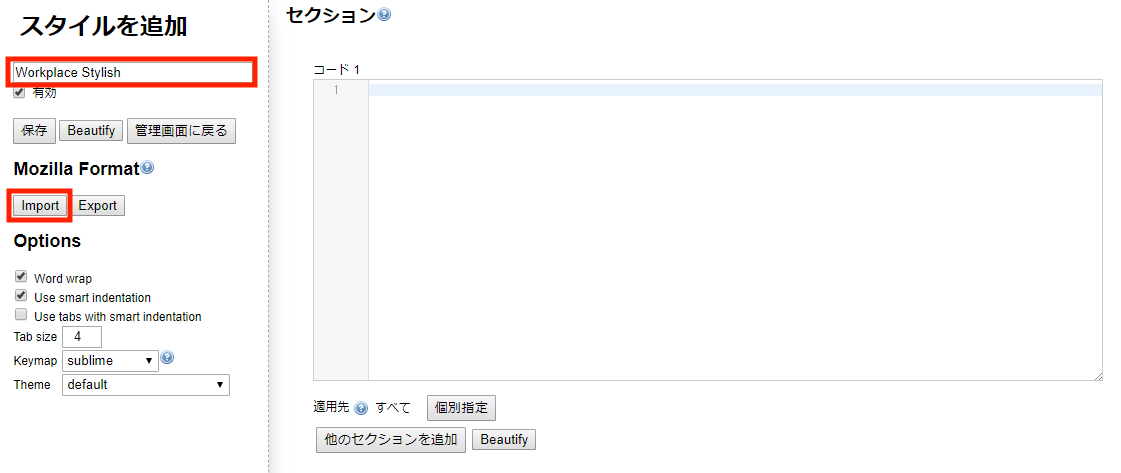 スタイルを追加
Workplace Stylish
有効
保存 Beautify 管理画面に戻る
Mozilla Format
Import Export
Options
Word wrap
Use smart indentation
Use tabs with smart indentation
Tab size 4
Keymap sublime
Theme default
セクション
コード 1
1
適用先 すべて 個別指定
他のセクションを追加 Beautify